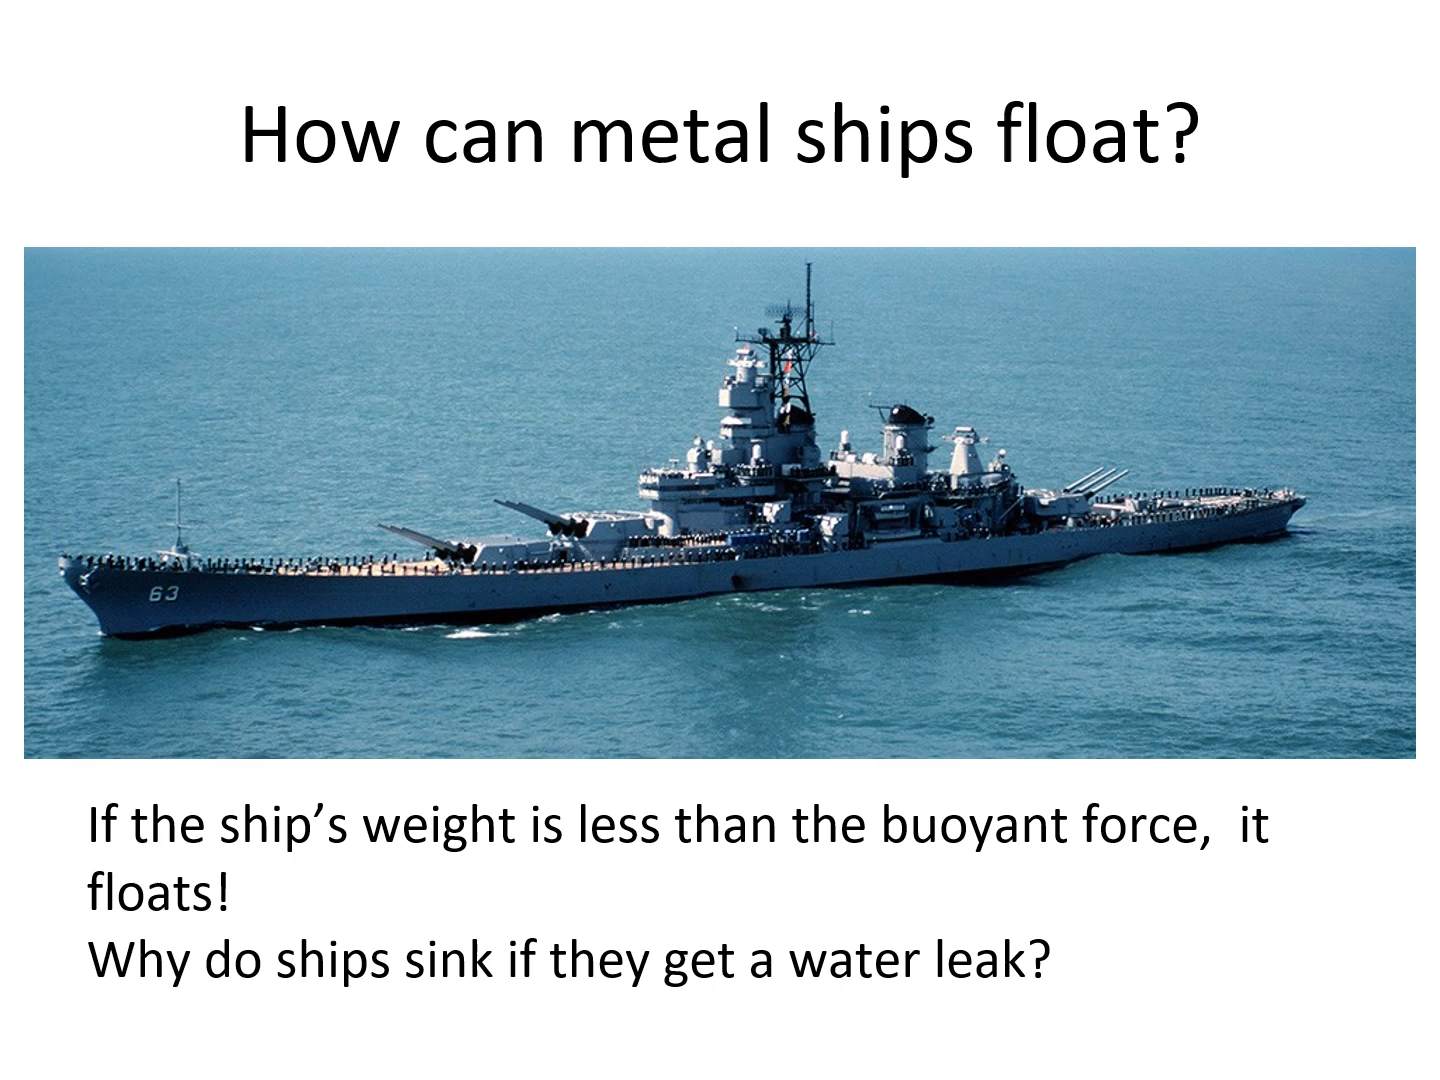 How can metal ships float?
63
If the ship’s weight is less than the buoyant force,  it
floats!
Why do ships sink if they get a water leak?